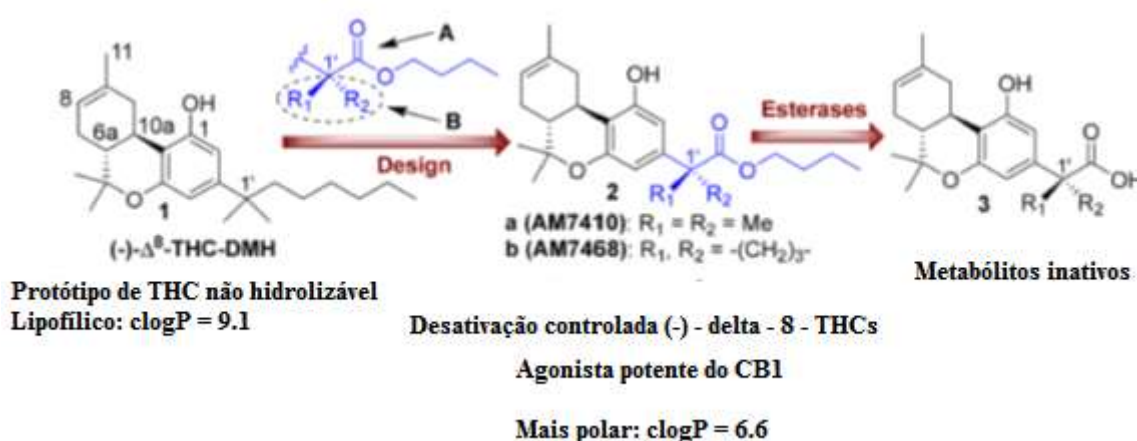 11
8
6a
10a
OH
1
O
1'
1
(-)-Δ⁸-THC-DMH
O
A
1'
O
R₁
R₂
B
Design
OH
O
1'
O
O
2
R₁
R₂
a (AM7410): R₁ = R₂ = Me
b (AM7468): R₁, R₂ = -(CH₂)₃-
Esterases
OH
O
1'
OH
O
3
R₁
R₂
Protótipo de THC não hidrolizável
Lipofílico: clogP = 9.1
Metabólitos inativos
Desativação controlada (-) - delta - 8 - THCs
Agonista potente do CB1
Mais polar: clogP = 6.6